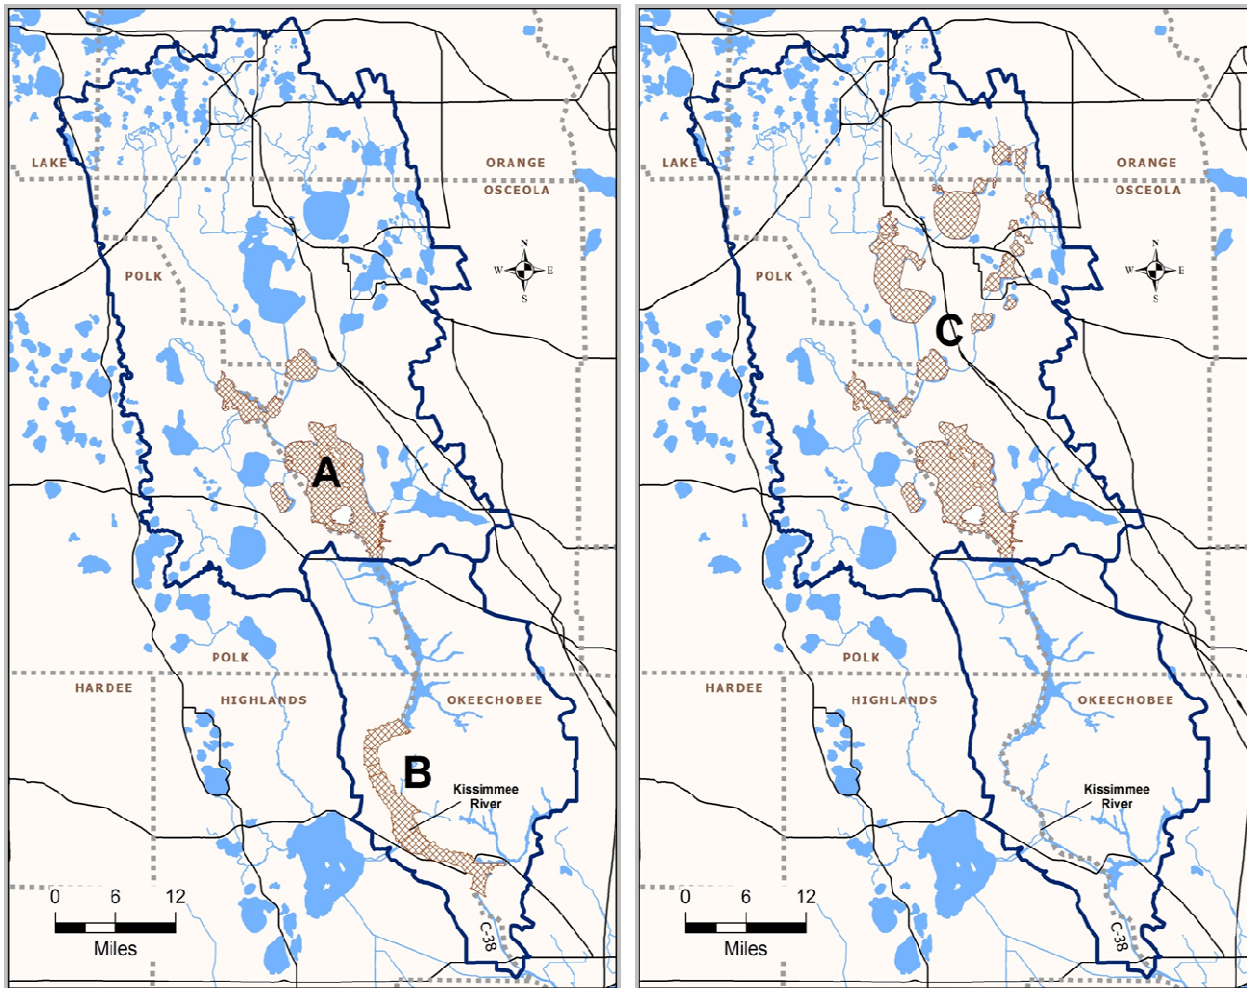 LAKE
ORANGE
OSCEOLA
N
W E
S
POLK
A
POLK
HARDEE
HIGHLANDS
OKEECHOBEE
B
Kissimmee
River
0 6 12
Miles
C-38
LAKE
ORANGE
OSCEOLA
N
W E
S
POLK
C
POLK
HARDEE
HIGHLANDS
OKEECHOBEE
Kissimmee
River
0 6 12
Miles
C-38